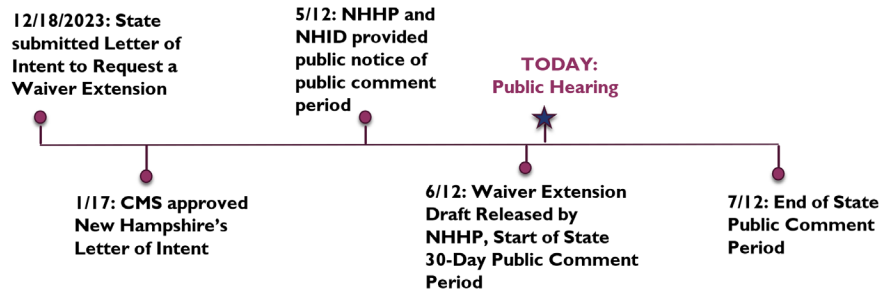 12/18/2023: State
submitted Letter of
Intent to Request a
Waiver Extension
1/17: CMS approved
New Hampshire's
Letter of Intent
5/12: NHHP and
NHID provided
public notice of
public comment
period
6/12: Waiver Extension
Draft Released by
NHHP, Start of State
30-Day Public Comment
Period
TODAY:
Public Hearing
7/12: End of State
Public Comment
Period